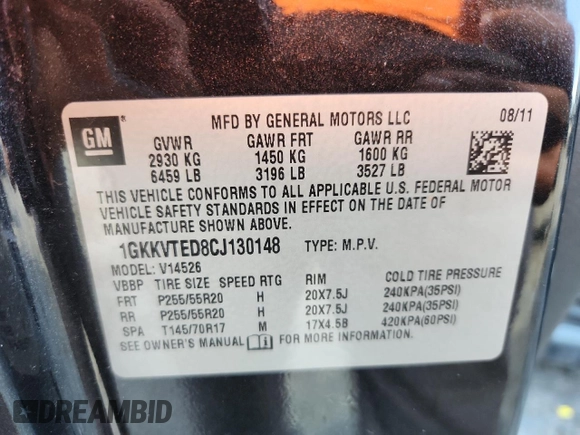 MFD BY GENERAL MOTORS LLC 08/11
GM
GVWR GAWR FRT GAWR RR
2930 KG 1450 KG 1600 KG
6459 LB 3196 LB 3527 LB
THIS VEHICLE CONFORMS TO ALL APPLICABLE U.S. FEDERAL MOTOR
VEHICLE SAFETY STANDARDS IN EFFECT ON THE DATE OF
MANUFACTURE SHOWN ABOVE.
1GKKVTED8CJ130148 TYPE: M.P.V.
MODEL: V14526
VBBP TIRE SIZE SPEED RTG RIM COLD TIRE PRESSURE
FRT P255/55R20 H 20X7.5J 240KPA(35PSI)
RR P255/55R20 H 20X7.5J 240KPA(35PSI)
SPA T145/70R17 M 17X4.5B 420KPA(60PSI)
SEE OWNER'S MANUAL FOR MORE INFORMATION.
DREAMBID